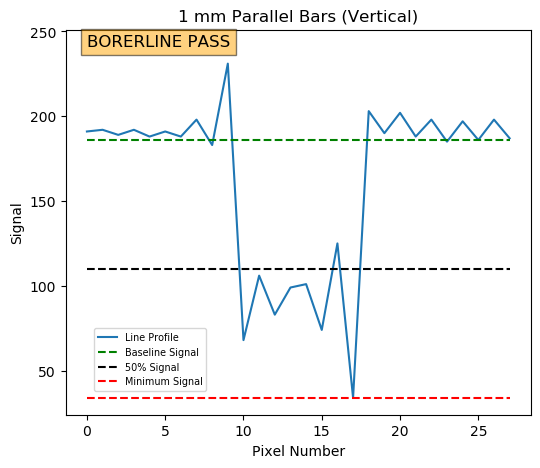 1 mm Parallel Bars (Vertical)
BORERLINE PASS
250
200
150
100
50
Signal
Line Profile
Baseline Signal
50% Signal
Minimum Signal
0
5
10
15
20
25
Pixel Number